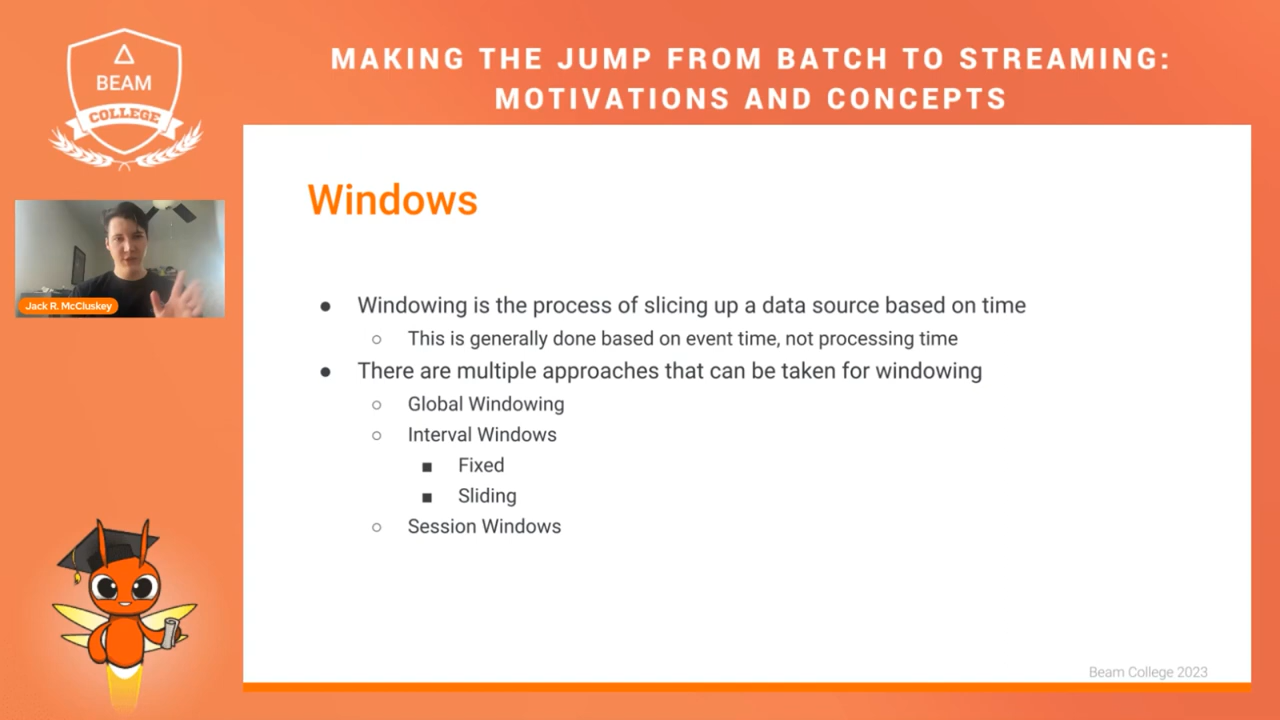 BEAM
COLLEGE
MAKING THE JUMP FROM BATCH TO STREAMING:
MOTIVATIONS AND CONCEPTS
Jack R. McCluskey
Windows
● Windowing is the process of slicing up a data source based on time
○ This is generally done based on event time, not processing time
● There are multiple approaches that can be taken for windowing
○ Global Windowing
○ Interval Windows
■ Fixed
■ Sliding
○ Session Windows
Beam College 2023